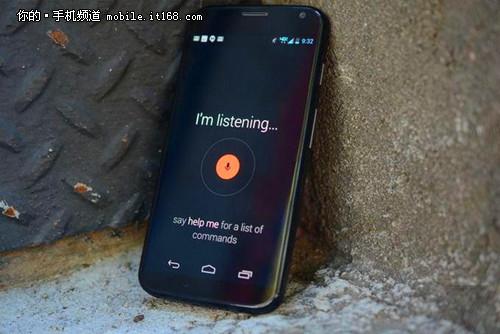 你的·手机频道 mobile.it168.com
9:32
I'm listening...
say help me for a list of
commands